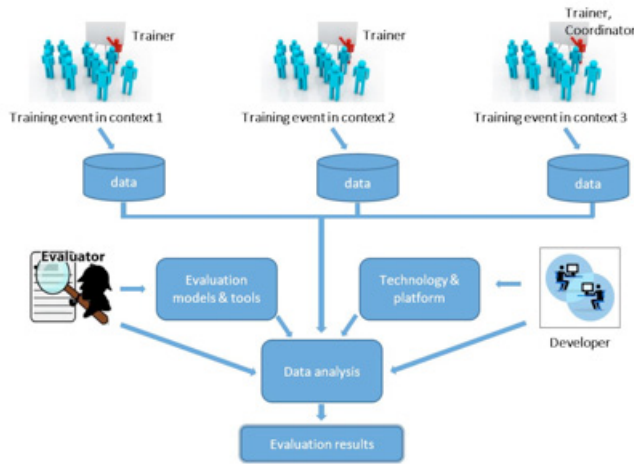 Trainer
Trainer
Trainer,
Coordinator
Training event in context 1
Training event in context 2
Training event in context 3
data
data
data
Evaluator
Evaluation
models & tools
Technology &
platform
Developer
Data analysis
Evaluation results